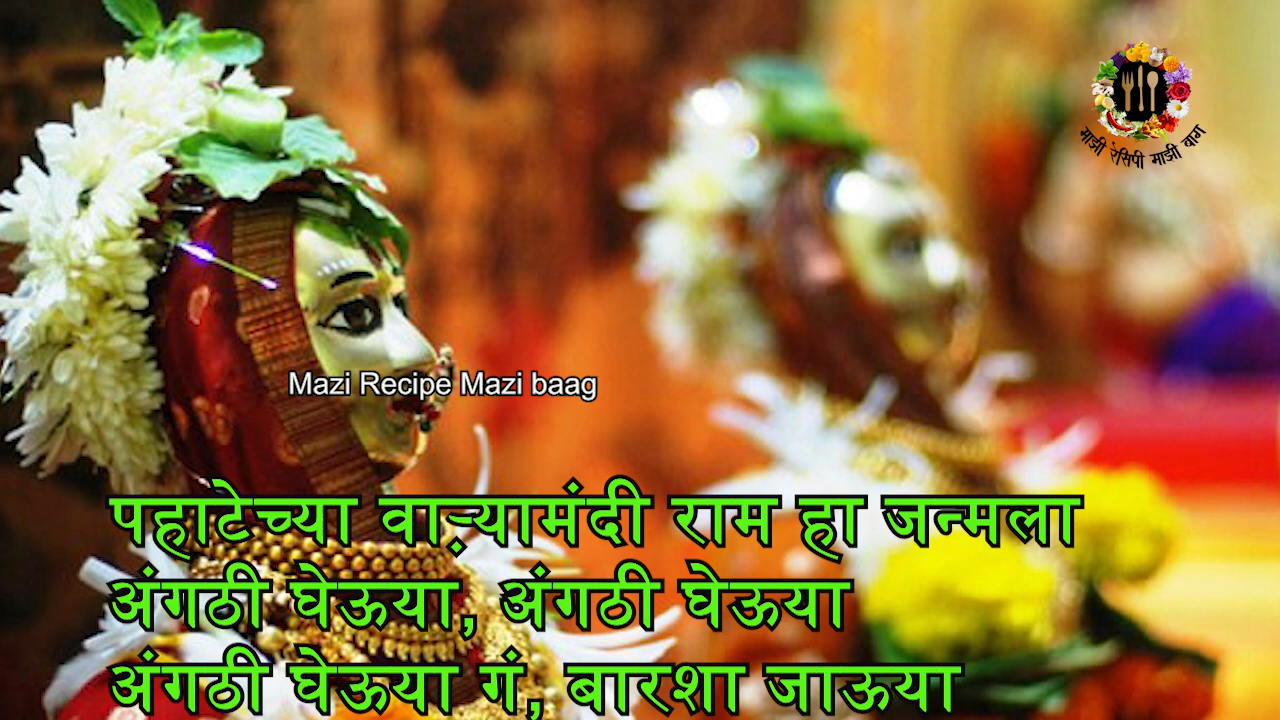 माझी रेसिपी माझी बाग
Mazi Recipe Mazi baag
पहाटेच्या वाऱ्यामंदी राम हा जन्मला
अंगठी घेऊया, अंगठी घेऊया
अंगठी घेऊया गं, बारशा जाऊया